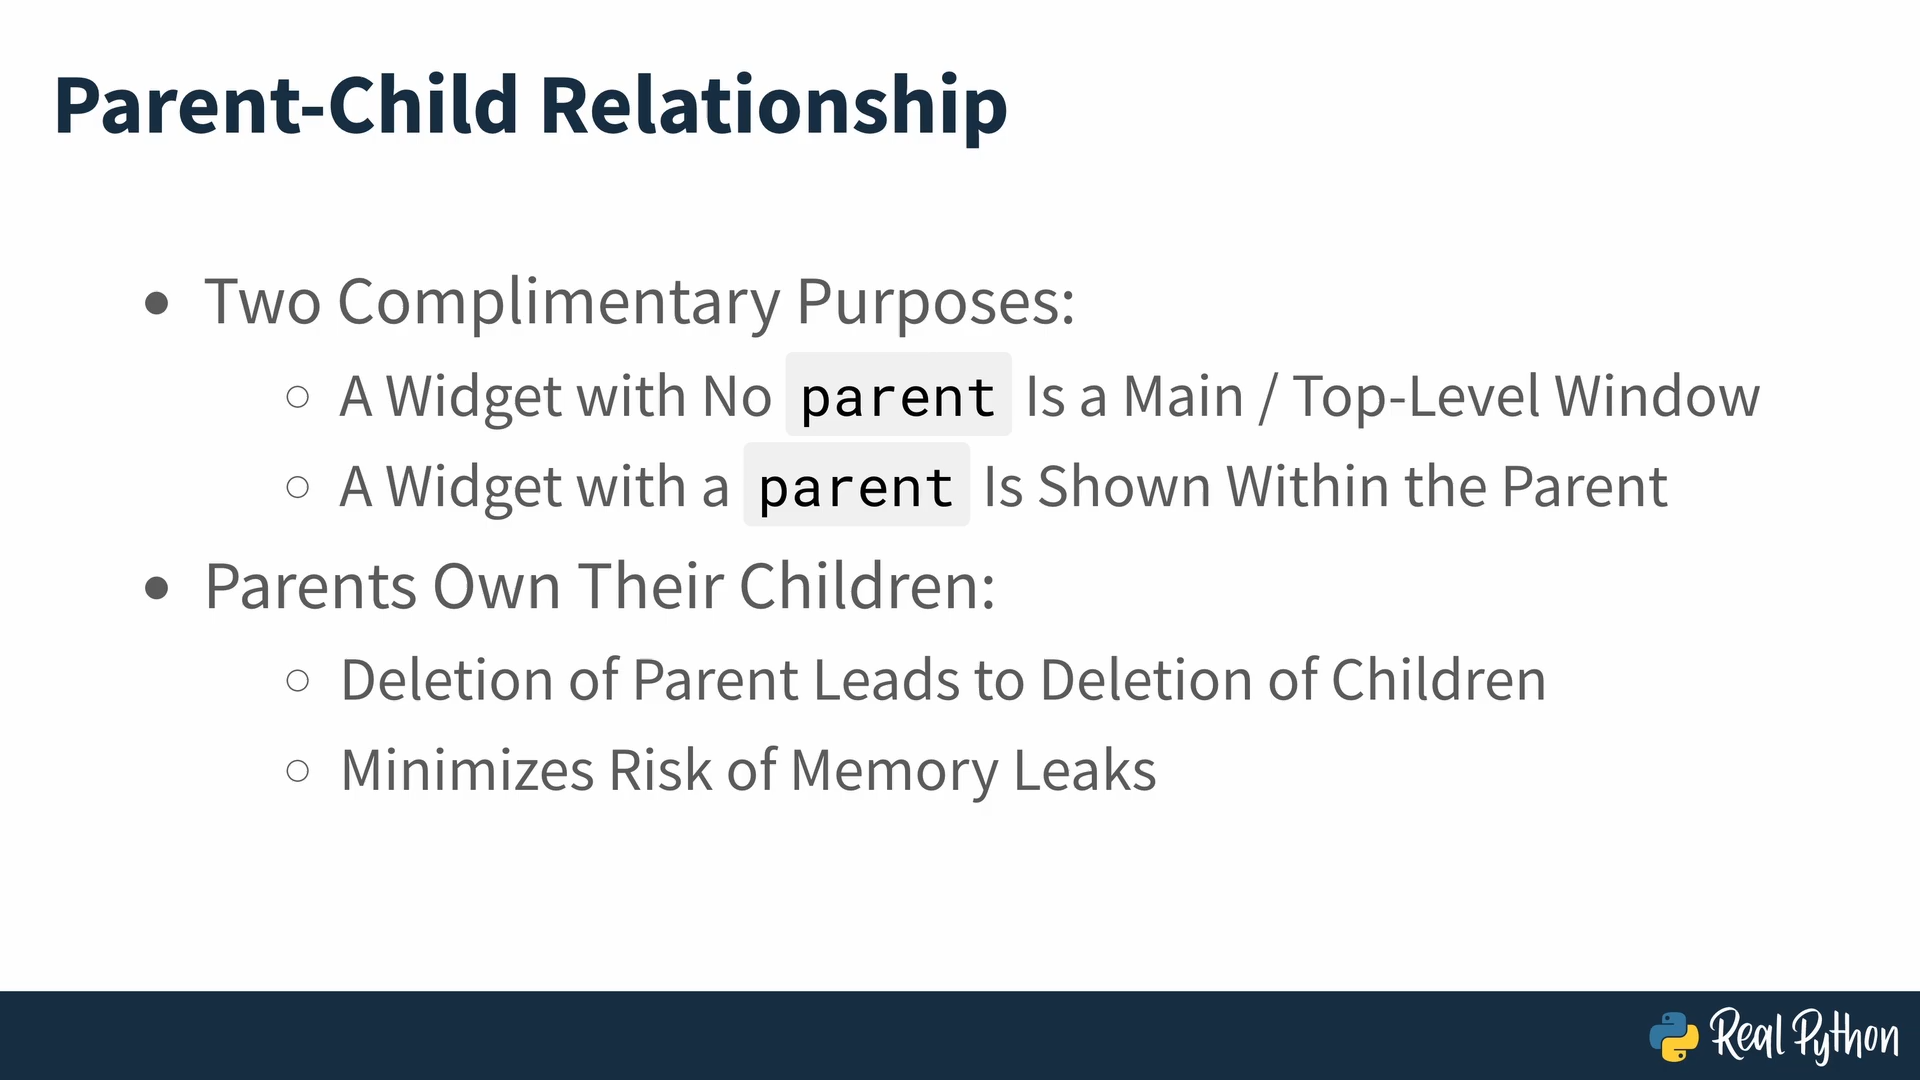 Parent-Child Relationship
• Two Complimentary Purposes:
○ A Widget with No parent Is a Main / Top-Level Window
○ A Widget with a parent Is Shown Within the Parent
• Parents Own Their Children:
○ Deletion of Parent Leads to Deletion of Children
○ Minimizes Risk of Memory Leaks
Real Python